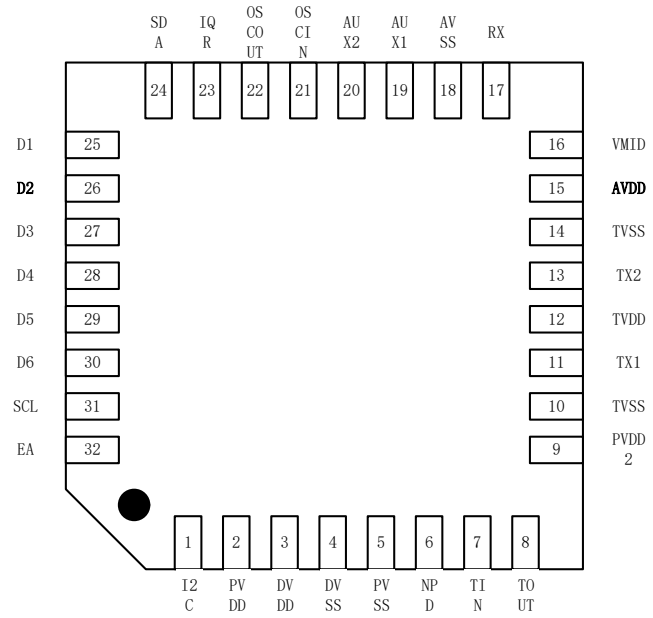 SD IQ OS OS AU AU AV RX
A R CO CI X2 X1 SS
UT N
24 23 22 21 20 19 18 17
D1 25 16 VMID
D2 26 15 AVDD
D3 27 14 TVSS
D4 28 13 TX2
D5 29 12 TVDD
D6 30 11 TX1
SCL 31 10 TVSS
EA 32 9 PVDD
2
1 2 3 4 5 6 7 8
I2 PV DV DV PV NP TI TO
C DD DD SS SS D N UT